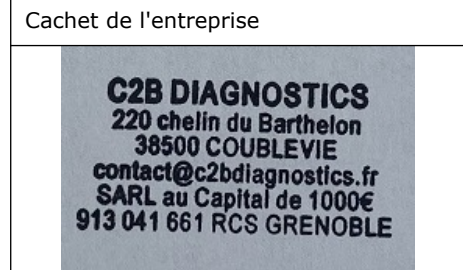 Cachet de l'entreprise
C2B DIAGNOSTICS
220 chelin du Barthelon
38500 COUBLEVIE
contact@c2bdiagnostics.fr
SARL au Capital de 1000€
913 041 661 RCS GRENOBLE